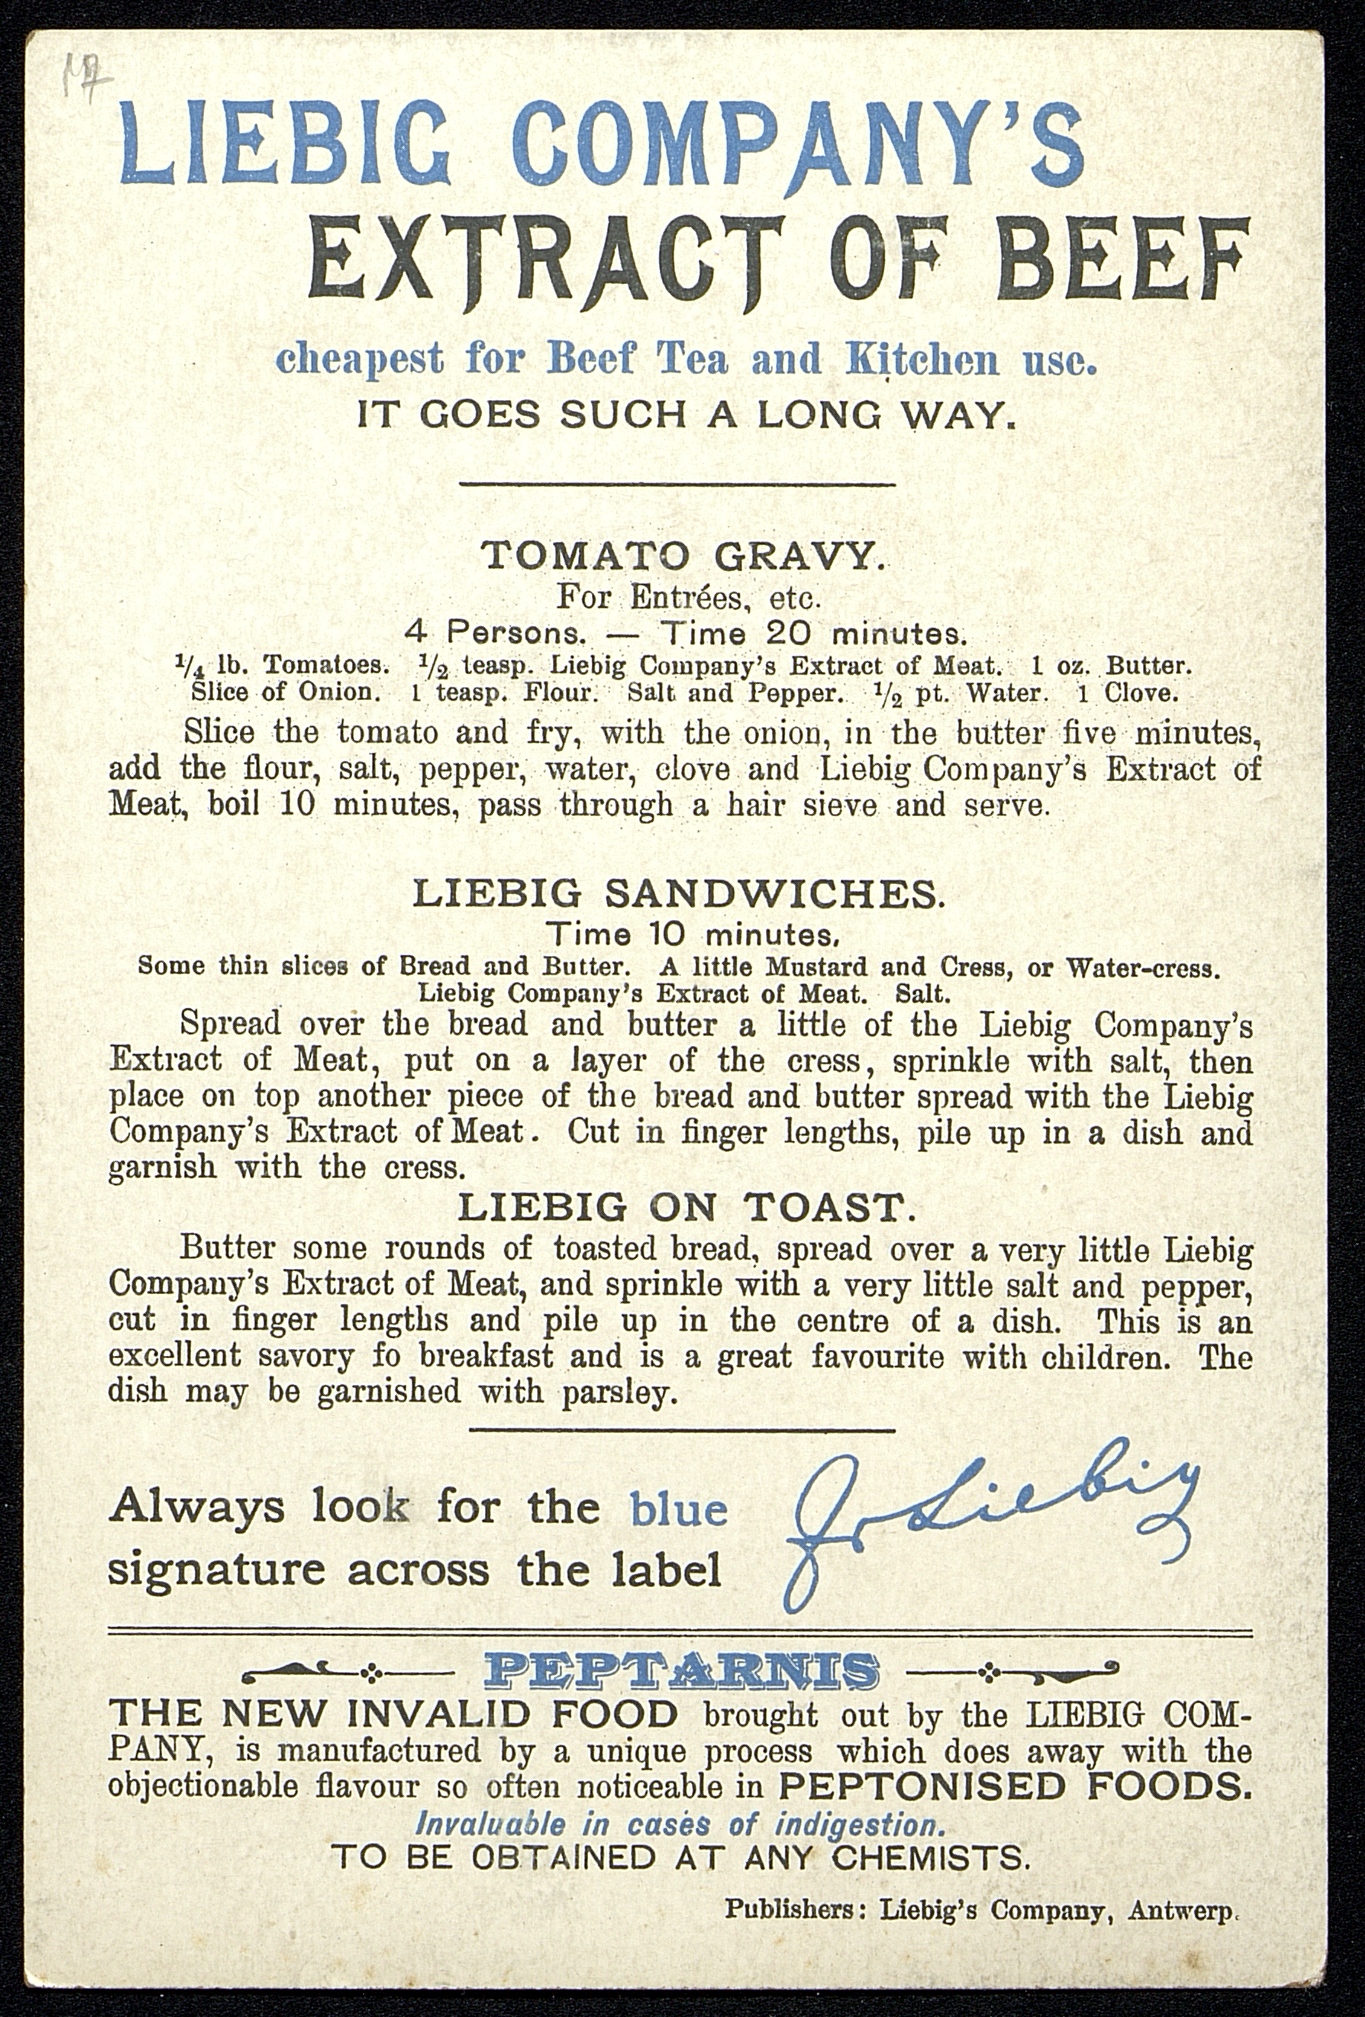 LIEBIG COMPANY'S
EXTRACT OF BEEF
cheapest for Beef Tea and Kitchen use.
IT GOES SUCH A LONG WAY.
TOMATO GRAVY.
For Entrées, etc.
4 Persons. — Time 20 minutes.
1/4 lb. Tomatoes. 1/2 teasp. Liebig Company's Extract of Meat. 1 oz. Butter.
Slice of Onion. 1 teasp. Flour. Salt and Pepper. 1/2 pt. Water. 1 Clove.
Slice the tomato and fry, with the onion, in the butter five minutes,
add the flour, salt, pepper, water, clove and Liebig Company's Extract of
Meat, boil 10 minutes, pass through a hair sieve and serve.
LIEBIG SANDWICHES.
Time 10 minutes.
Some thin slices of Bread and Butter. A little Mustard and Cress, or Water-cress.
Liebig Company's Extract of Meat. Salt.
Spread over the bread and butter a little of the Liebig Company's
Extract of Meat, put on a layer of the cress, sprinkle with salt, then
place on top another piece of the bread and butter spread with the Liebig
Company's Extract of Meat. Cut in finger lengths, pile up in a dish and
garnish with the cress.
LIEBIG ON TOAST.
Butter some rounds of toasted bread, spread over a very little Liebig
Company's Extract of Meat, and sprinkle with a very little salt and pepper,
cut in finger lengths and pile up in the centre of a dish. This is an
excellent savory fo breakfast and is a great favourite with children. The
dish may be garnished with parsley.
Always look for the blue
signature across the label
Jv Liebig
PEPTARNIS
THE NEW INVALID FOOD brought out by the LIEBIG COM-
PANY, is manufactured by a unique process which does away with the
objectionable flavour so often noticeable in PEPTONISED FOODS.
Invaluable in cases of indigestion.
TO BE OBTAINED AT ANY CHEMISTS.
Publishers: Liebig's Company, Antwerp.